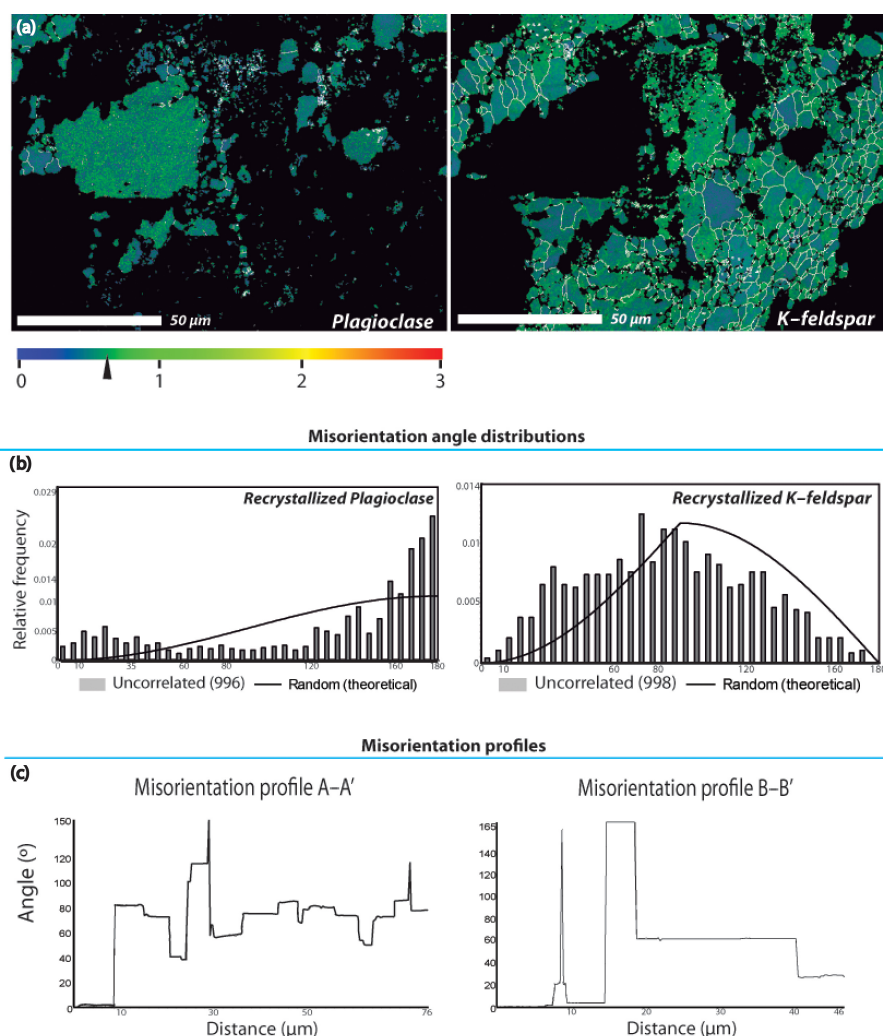 (a)
50 µm
Plagioclase
50 µm
K–feldspar
0 1 2 3
Misorientation angle distributions
(b)
Relative frequency
0.029
0.02
0.014
0.01
0.005
0
Recrystallized Plagioclase
0 10 35 60 80 120 160 180
Uncorrelated (996) Random (theoretical)
0.014
0.01
0.005
0
Recrystallized K–feldspar
0 10 60 80 120 180
Uncorrelated (998) Random (theoretical)
Misorientation profiles
(c)
Misorientation profile A–A′
Angle (º)
150
120
100
80
60
40
20
0
10 30 50 76
Distance (µm)
Misorientation profile B–B′
165
140
120
100
80
60
40
20
0
10 20 30 40 46
Distance (µm)